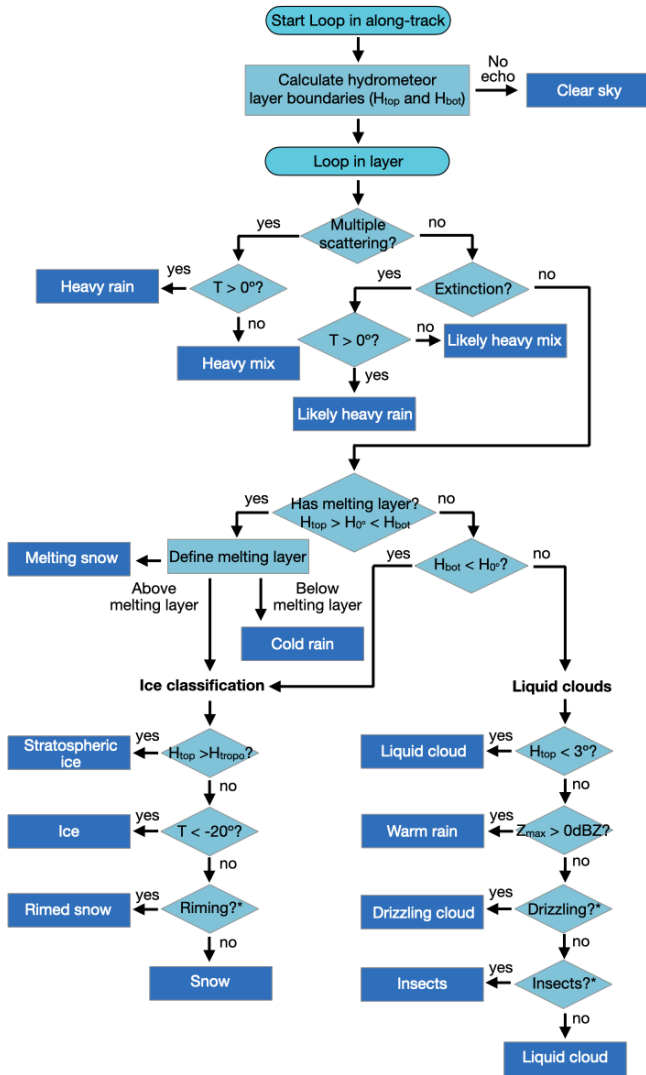 Start Loop in along-track
Calculate hydrometeor
layer boundaries (Htop and Hbot)
No
echo
Clear sky
Loop in layer
yes
Multiple
scattering?
no
Heavy rain
yes
T > 0º?
yes
Extinction?
no
no
Heavy mix
T > 0º?
no
Likely heavy mix
yes
Likely heavy rain
yes
Has melting layer?
Htop > H0º < Hbot
no
Melting snow
Define melting layer
yes
Hbot < H0º?
no
Above
melting layer
Below
melting layer
Cold rain
Ice classification
Liquid clouds
Stratospheric
ice
yes
Htop >Htropo?
no
Liquid cloud
yes
Htop < 3º?
no
Ice
yes
T < -20º?
no
Warm rain
yes
Zmax > 0dBZ?
no
Rimed snow
yes
Riming?*
no
Drizzling cloud
yes
Drizzling?*
no
Snow
Insects
yes
Insects?*
no
Liquid cloud